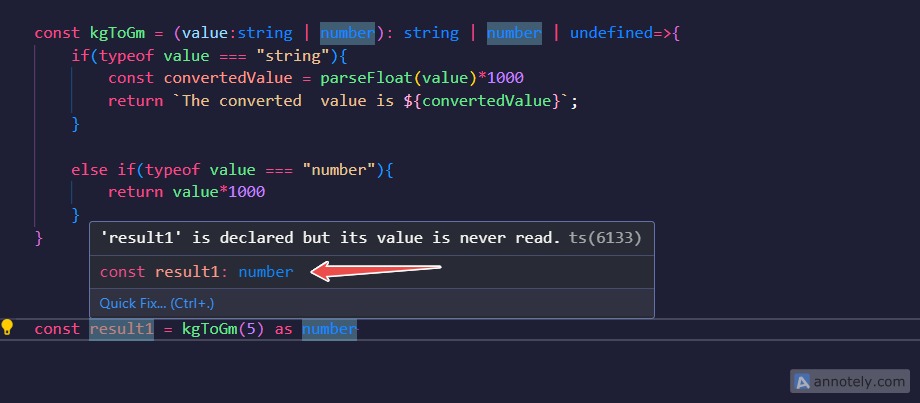 const kgToGm = (value:string | number): string | number | undefined=>{
if(typeof value === "string"){
const convertedValue = parseFloat(value)*1000
return `The converted  value is ${convertedValue}`;
}
else if(typeof value === "number"){
return value*1000
}
}
'result1' is declared but its value is never read. ts(6133)
const result1: number
Quick Fix... (Ctrl+.)
const result1 = kgToGm(5) as number
A annotely.com